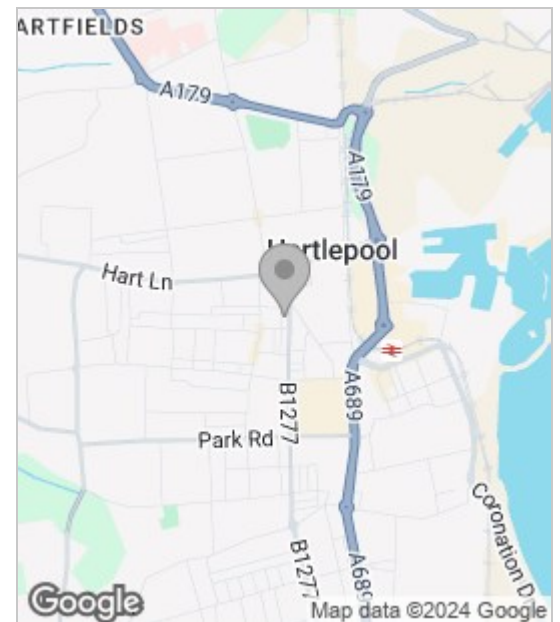 ARTFIELDS
A179
A179
Hartlepool
Hart Ln
B1277
A689
Park Rd
Coronation D
B1277
A689
Google
Map data ©2024 Google